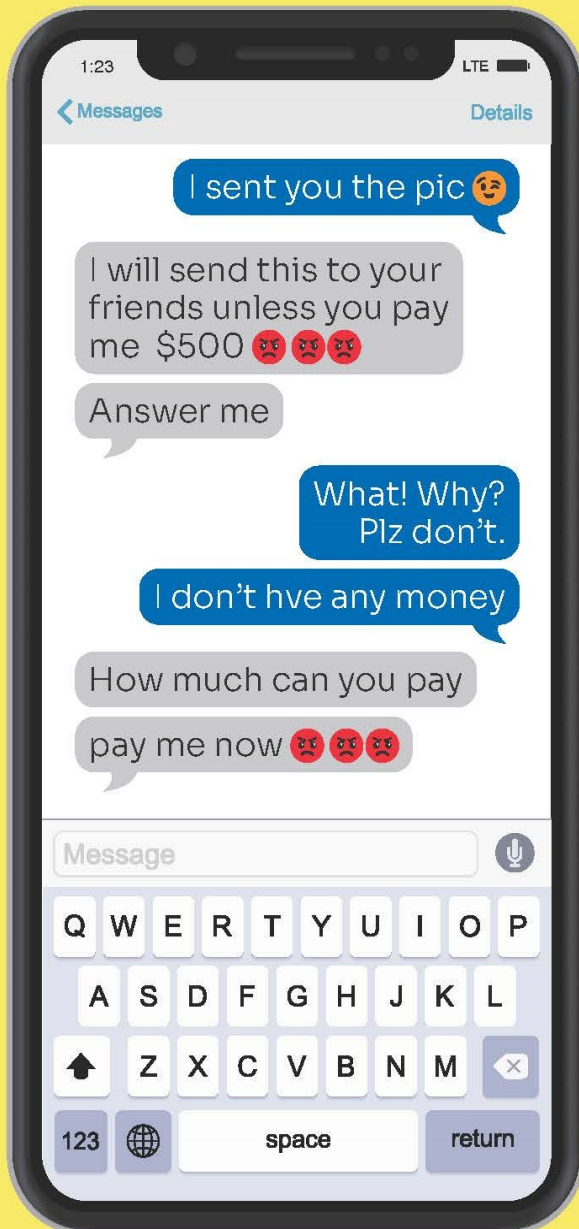 1:23 LTE
Messages Details
I sent you the pic 😉
I will send this to your
friends unless you pay
me $500 😡😡😡
Answer me
What! Why?
Plz don’t.
I don’t hve any money
How much can you pay
pay me now 😡😡😡
Message
Q W E R T Y U I O P
A S D F G H J K L
Z X C V B N M
123 space return